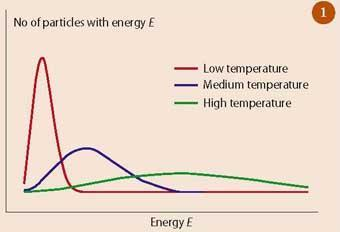 1
No of particles with energy E
Low temperature
Medium temperature
High temperature
Energy E